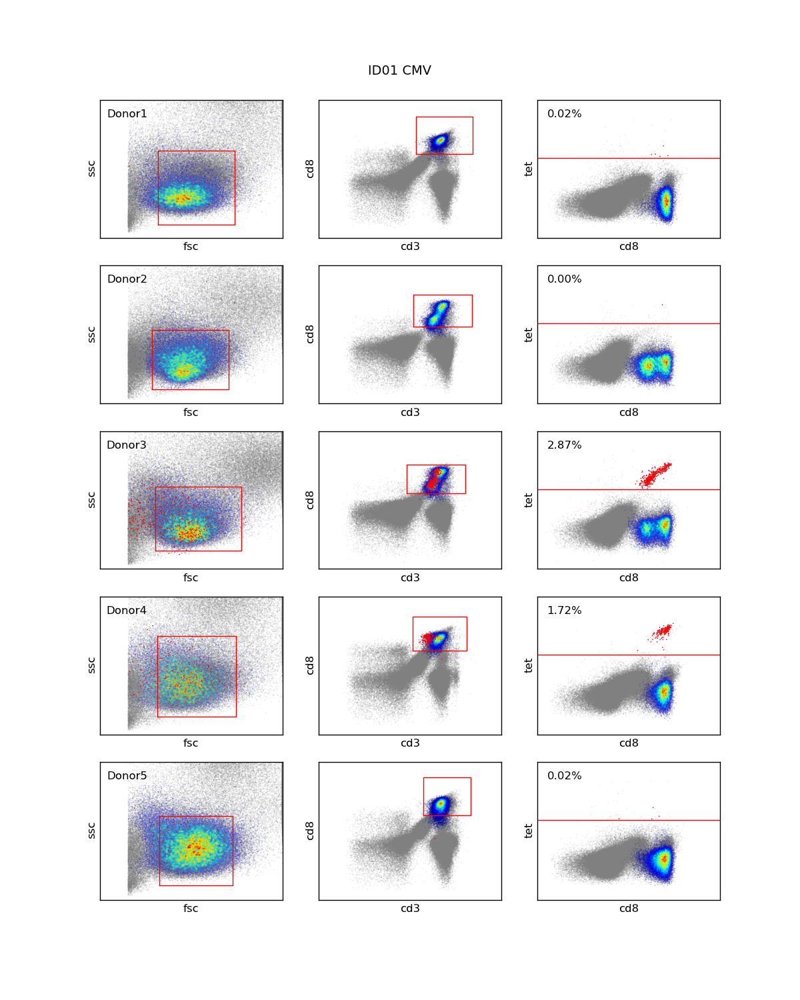 ID01 CMV
Donor1
0.02%
ssc
cd8
tet
fsc
cd3
cd8
Donor2
0.00%
ssc
cd8
tet
fsc
cd3
cd8
Donor3
2.87%
ssc
cd8
tet
fsc
cd3
cd8
Donor4
1.72%
ssc
cd8
tet
fsc
cd3
cd8
Donor5
0.02%
ssc
cd8
tet
fsc
cd3
cd8